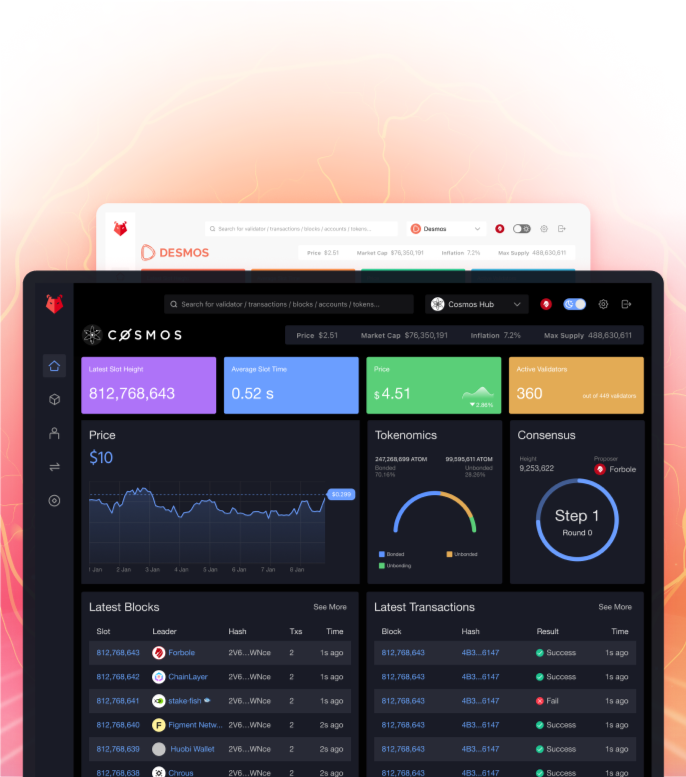 Search for validator / transactions / blocks / accounts / tokens...
Desmos
DESMOS
Price $2.51 Market Cap $76,350,191 Inflation 7.2% Max Supply 488,630,611
Search for validator / transactions / blocks / accounts / tokens...
Cosmos Hub
COSMOS
Price $2.51 Market Cap $76,350,191 Inflation 7.2% Max Supply 488,630,611
Latest Slot Height
812,768,643
Average Slot Time
0.52 s
Price
$4.51
2.86%
Active Validators
360
out of 449 validators
Price
$10
$0.289
1 Jan 2 Jan 3 Jan 4 Jan 5 Jan 6 Jan 7 Jan 8 Jan
Tokenomics
247,268,699 ATOM 99,595,611 ATOM
Bonded Unbonded
70.16% 28.26%
Bonded Unbonded
Unbonding
Consensus
Height Proposer
9,253,622 Forbole
Step 1
Round 0
Latest Blocks See More
Slot Leader Hash Txs Time
812,768,643 Forbole 2V6...WNce 2 1s ago
812,768,642 ChainLayer 2V6...WNce 2 1s ago
812,768,641 stake-fish 2V6...WNce 2 1s ago
812,768,640 F Figment Netw... 2V6...WNce 2 2s ago
812,768,639 Huobi Wallet 2V6...WNce 2 2s ago
812,768,638 Chrous 2V6...WNce 2 2s ago
Latest Transactions See More
Block Hash Result Time
812,768,643 4B3...6147 Success 1s ago
812,768,643 4B3...6147 Success 1s ago
812,768,643 4B3...6147 Fail 1s ago
812,768,643 4B3...6147 Success 1s ago
812,768,643 4B3...6147 Success 1s ago
812,768,643 4B3...6147 Success 1s ago